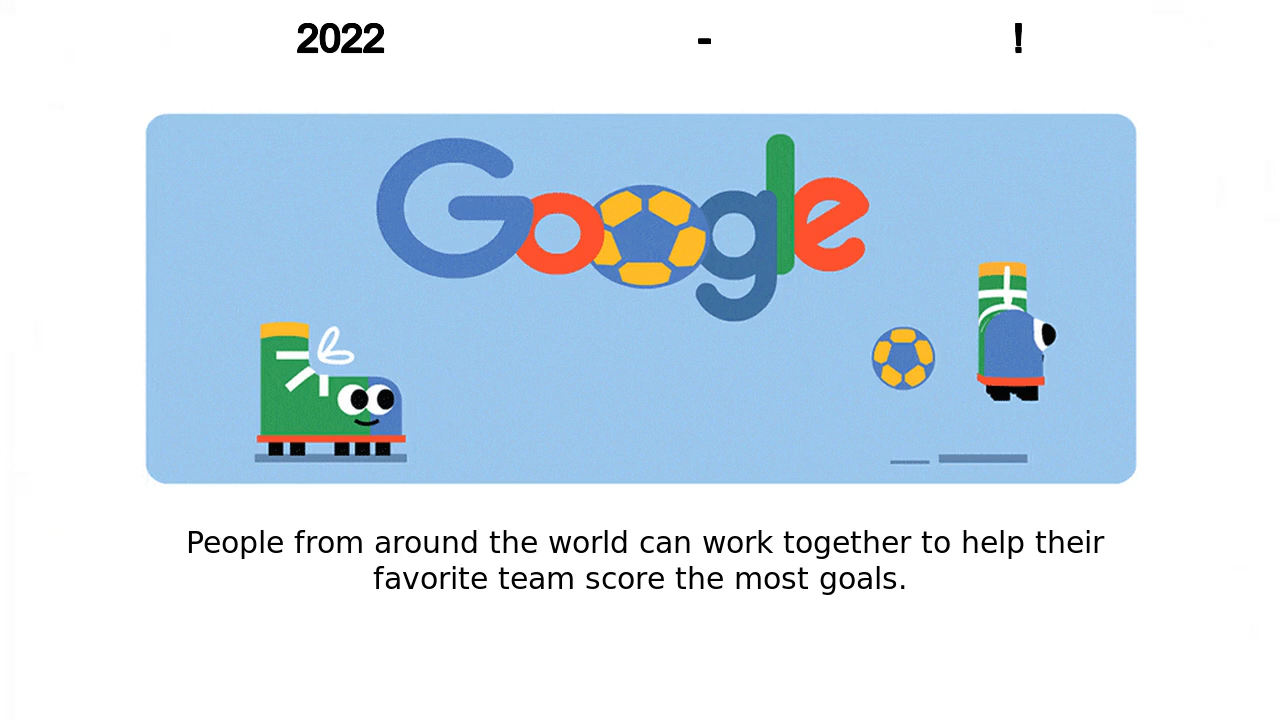 2022 - !
Google
People from around the world can work together to help their
favorite team score the most goals.